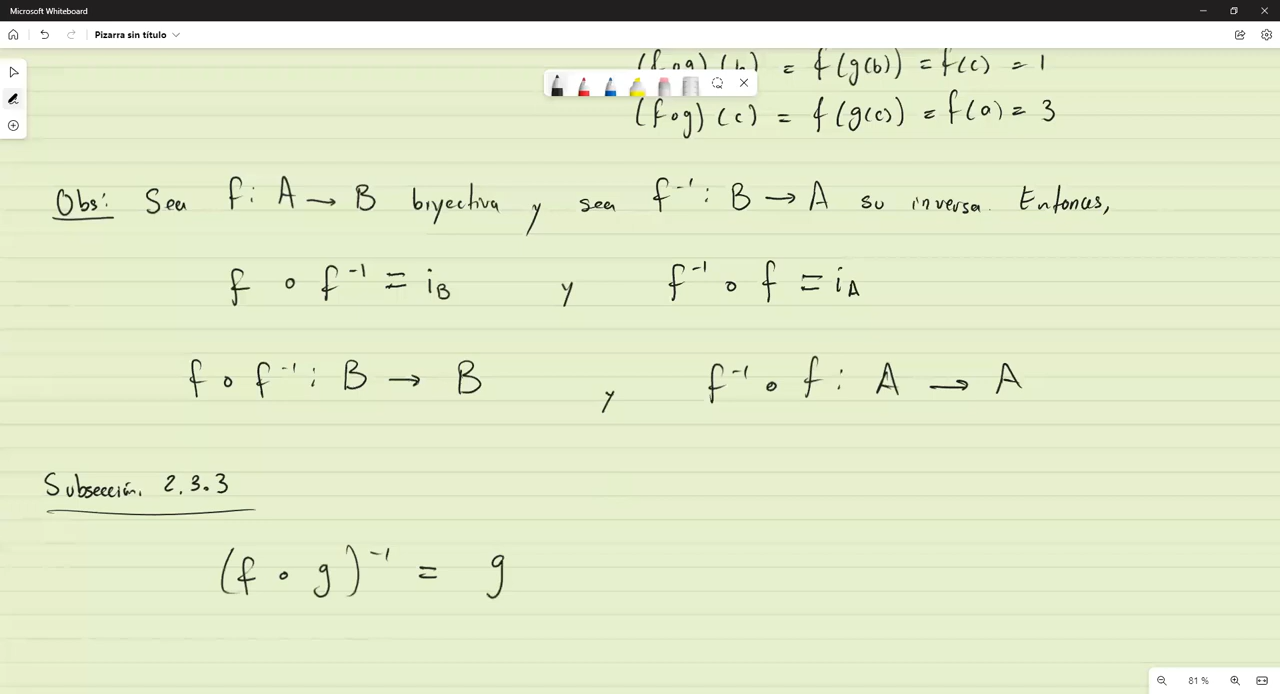 Microsoft Whiteboard
Pizarra sin título
(f∘g)(b) = f(g(b)) = f(c) = 1
(f∘g)(c) = f(g(c)) = f(a) = 3
Obs: Sea f: A → B biyectiva y sea f⁻¹: B → A su inversa. Entonces,
f ∘ f⁻¹ = i_B y f⁻¹ ∘ f = i_A
f ∘ f⁻¹: B → B y f⁻¹ ∘ f: A → A
Subsección. 2.3.3
(f ∘ g)⁻¹ = g
81 %